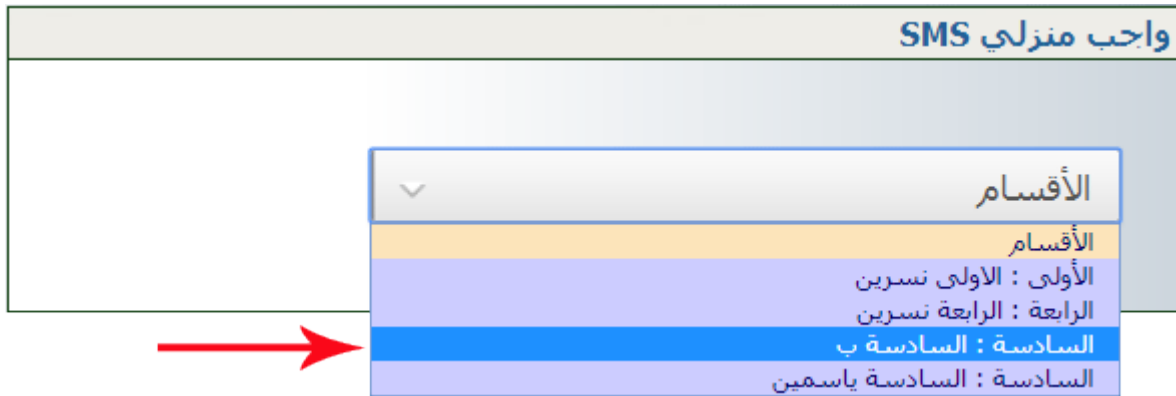 واجب منزلي SMS
الأقسام
الأقسام
الأولى : الاولى نسرين
الرابعة : الرابعة نسرين
السادسة : السادسة ب
السادسة : السادسة ياسمين